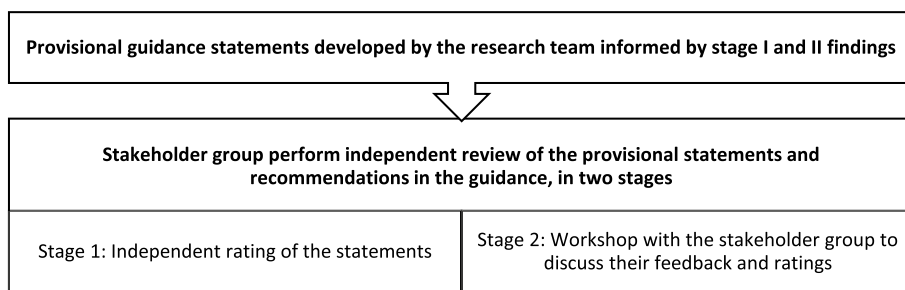 Provisional guidance statements developed by the research team informed by stage I and II findings
Stakeholder group perform independent review of the provisional statements and
recommendations in the guidance, in two stages
Stage 1: Independent rating of the statements
Stage 2: Workshop with the stakeholder group to
discuss their feedback and ratings